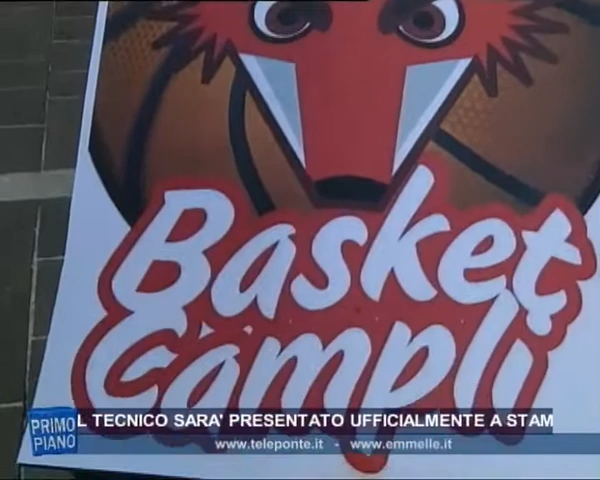 Basket
Campli
L TECNICO SARA' PRESENTATO UFFICIALMENTE A STAM
PRIMO
PIANO
www.teleponte.it - www.emmelle.it